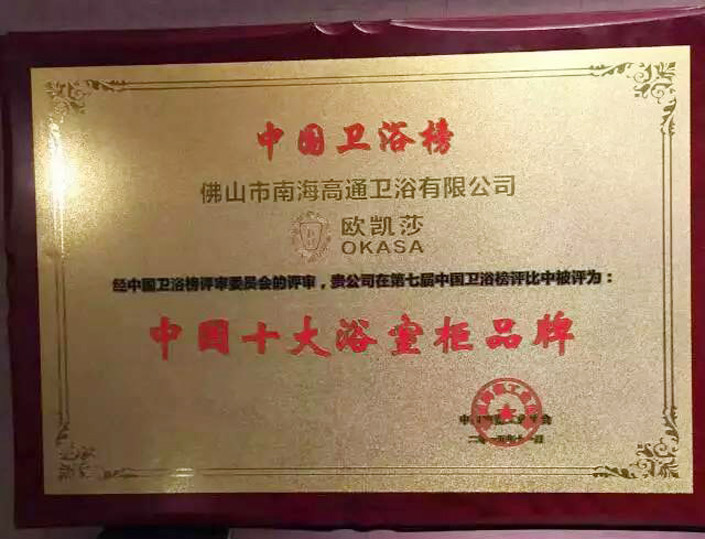 中国卫浴榜
佛山市南海高通卫浴有限公司
欧凯莎
OKASA
经中国卫浴榜评审委员会的评审，贵公司在第七届中国卫浴榜评比中被评为：
中国十大浴室柜品牌